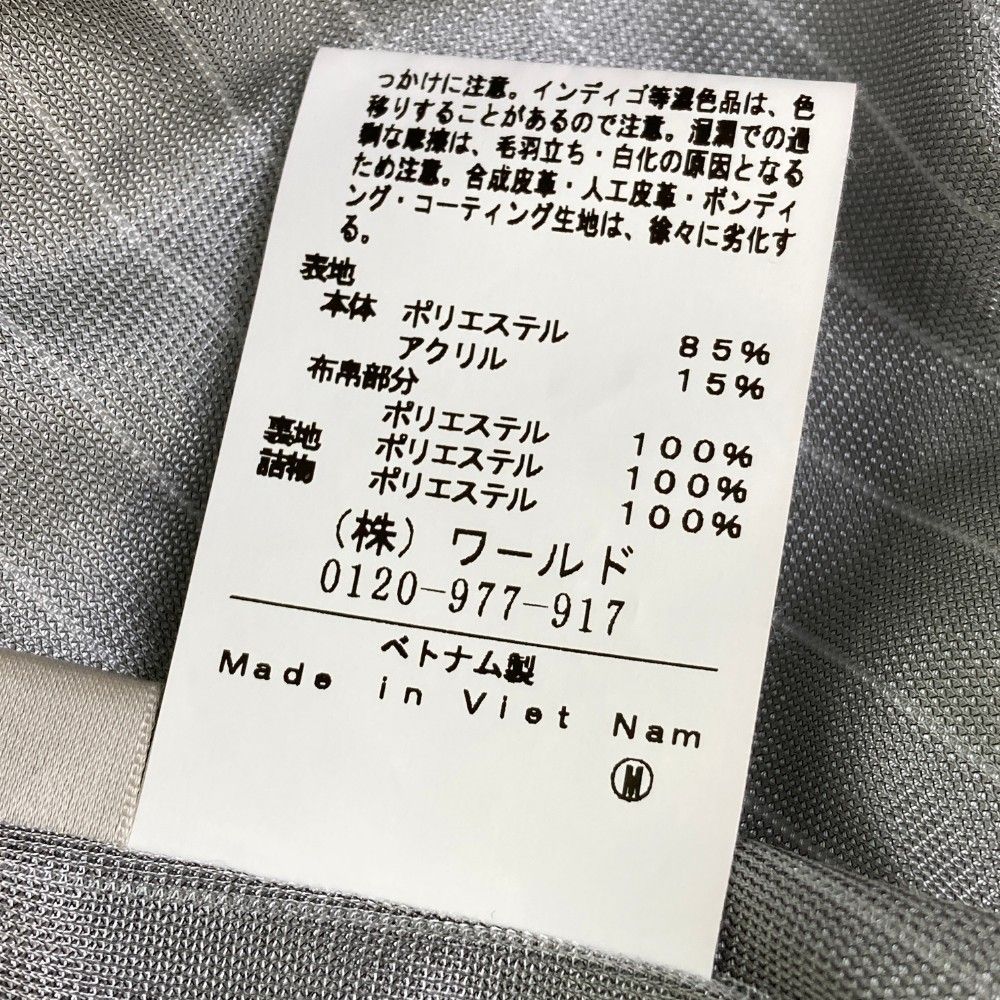 っかけに注意。インディゴ等濃色品は、色
移りすることがあるので注意。湿潤での過
剰な摩擦は、毛羽立ち・白化の原因となる
ため注意。合成皮革・人工皮革・ボンディ
ング・コーティング生地は、徐々に劣化す
る。
表地
本体 ポリエステル 85%
アクリル 15%
布帛部分
ポリエステル 100%
裏地 ポリエステル 100%
詰物 ポリエステル 100%
(株) ワールド
0120-977-917
ベトナム製
Made in Viet Nam
M